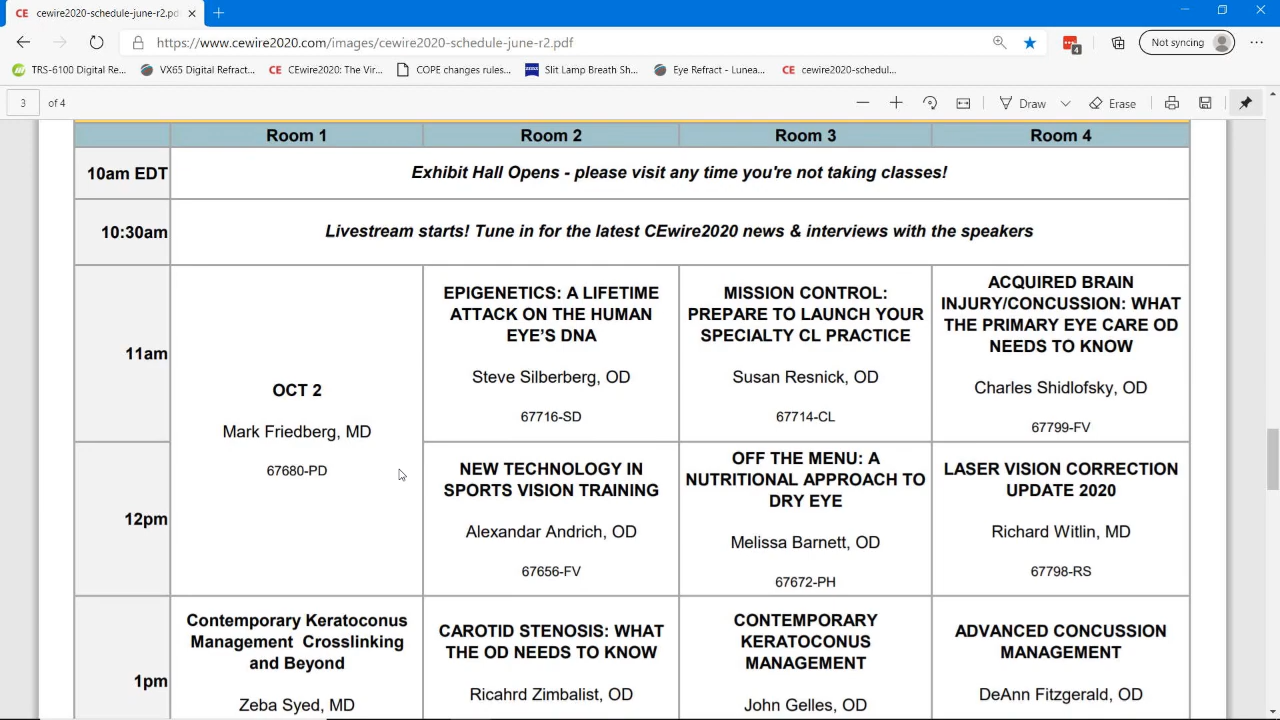 CE cewire2020-schedule-june-r2.pd
https://www.cewire2020.com/images/cewire2020-schedule-june-r2.pdf
4
Not syncing
TRS-6100 Digital Re...
VX65 Digital Refract...
CE CEwire2020: The Vir...
COPE changes rules...
ZEISS Slit Lamp Breath Sh...
Eye Refract - Lunea...
CE cewire2020-schedul...
3 of 4
Draw
Erase
Room 1
Room 2
Room 3
Room 4
10am EDT
Exhibit Hall Opens - please visit any time you're not taking classes!
10:30am
Livestream starts! Tune in for the latest CEwire2020 news & interviews with the speakers
11am
OCT 2
Mark Friedberg, MD
67680-PD
EPIGENETICS: A LIFETIME
ATTACK ON THE HUMAN
EYE’S DNA
Steve Silberberg, OD
67716-SD
MISSION CONTROL:
PREPARE TO LAUNCH YOUR
SPECIALTY CL PRACTICE
Susan Resnick, OD
67714-CL
ACQUIRED BRAIN
INJURY/CONCUSSION: WHAT
THE PRIMARY EYE CARE OD
NEEDS TO KNOW
Charles Shidlofsky, OD
67799-FV
12pm
NEW TECHNOLOGY IN
SPORTS VISION TRAINING
Alexandar Andrich, OD
67656-FV
OFF THE MENU: A
NUTRITIONAL APPROACH TO
DRY EYE
Melissa Barnett, OD
67672-PH
LASER VISION CORRECTION
UPDATE 2020
Richard Witlin, MD
67798-RS
1pm
Contemporary Keratoconus
Management Crosslinking
and Beyond
Zeba Syed, MD
CAROTID STENOSIS: WHAT
THE OD NEEDS TO KNOW
Ricahrd Zimbalist, OD
CONTEMPORARY
KERATOCONUS
MANAGEMENT
John Gelles, OD
ADVANCED CONCUSSION
MANAGEMENT
DeAnn Fitzgerald, OD